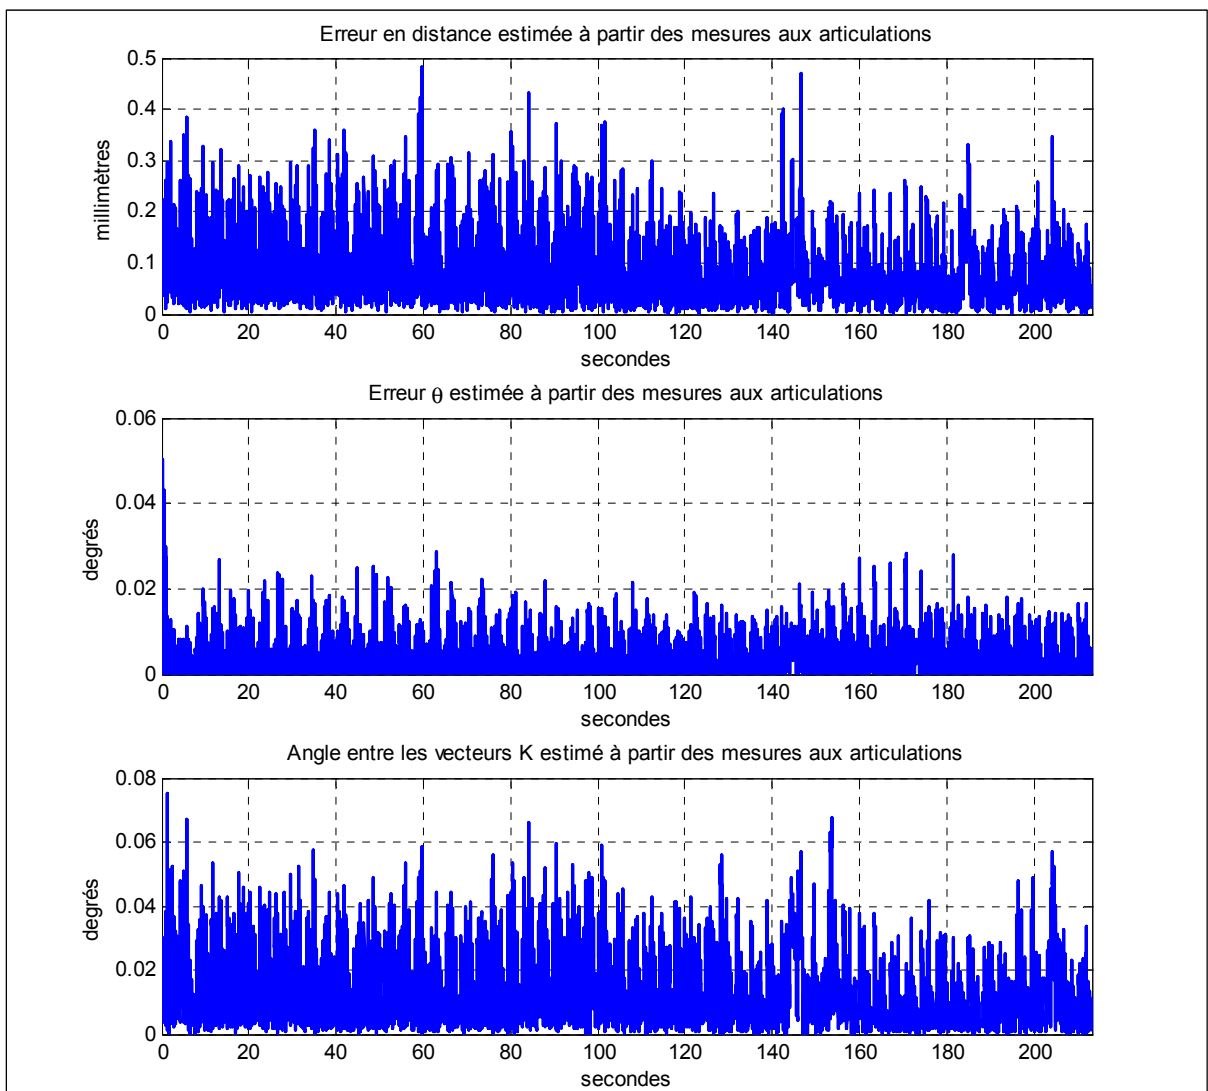 Erreur en distance estimée à partir des mesures aux articulations
0.5
0.4
0.3
0.2
0.1
0
millimètres
0 20 40 60 80 100 120 140 160 180 200
secondes
Erreur θ estimée à partir des mesures aux articulations
0.06
0.04
0.02
0
degrés
0 20 40 60 80 100 120 140 160 180 200
secondes
Angle entre les vecteurs K estimé à partir des mesures aux articulations
0.08
0.06
0.04
0.02
0
degrés
0 20 40 60 80 100 120 140 160 180 200
secondes